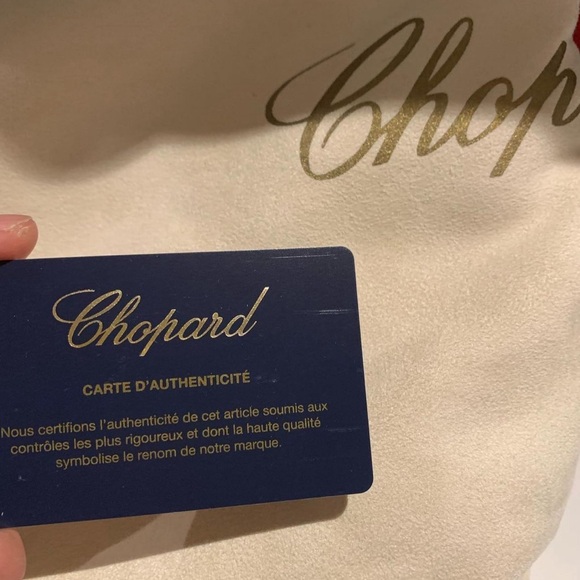 Chop
Chopard
CARTE D'AUTHENTICITÉ
Nous certifions l'authenticité de cet article soumis aux
contrôles les plus rigoureux et dont la haute qualité
symbolise le renom de notre marque.